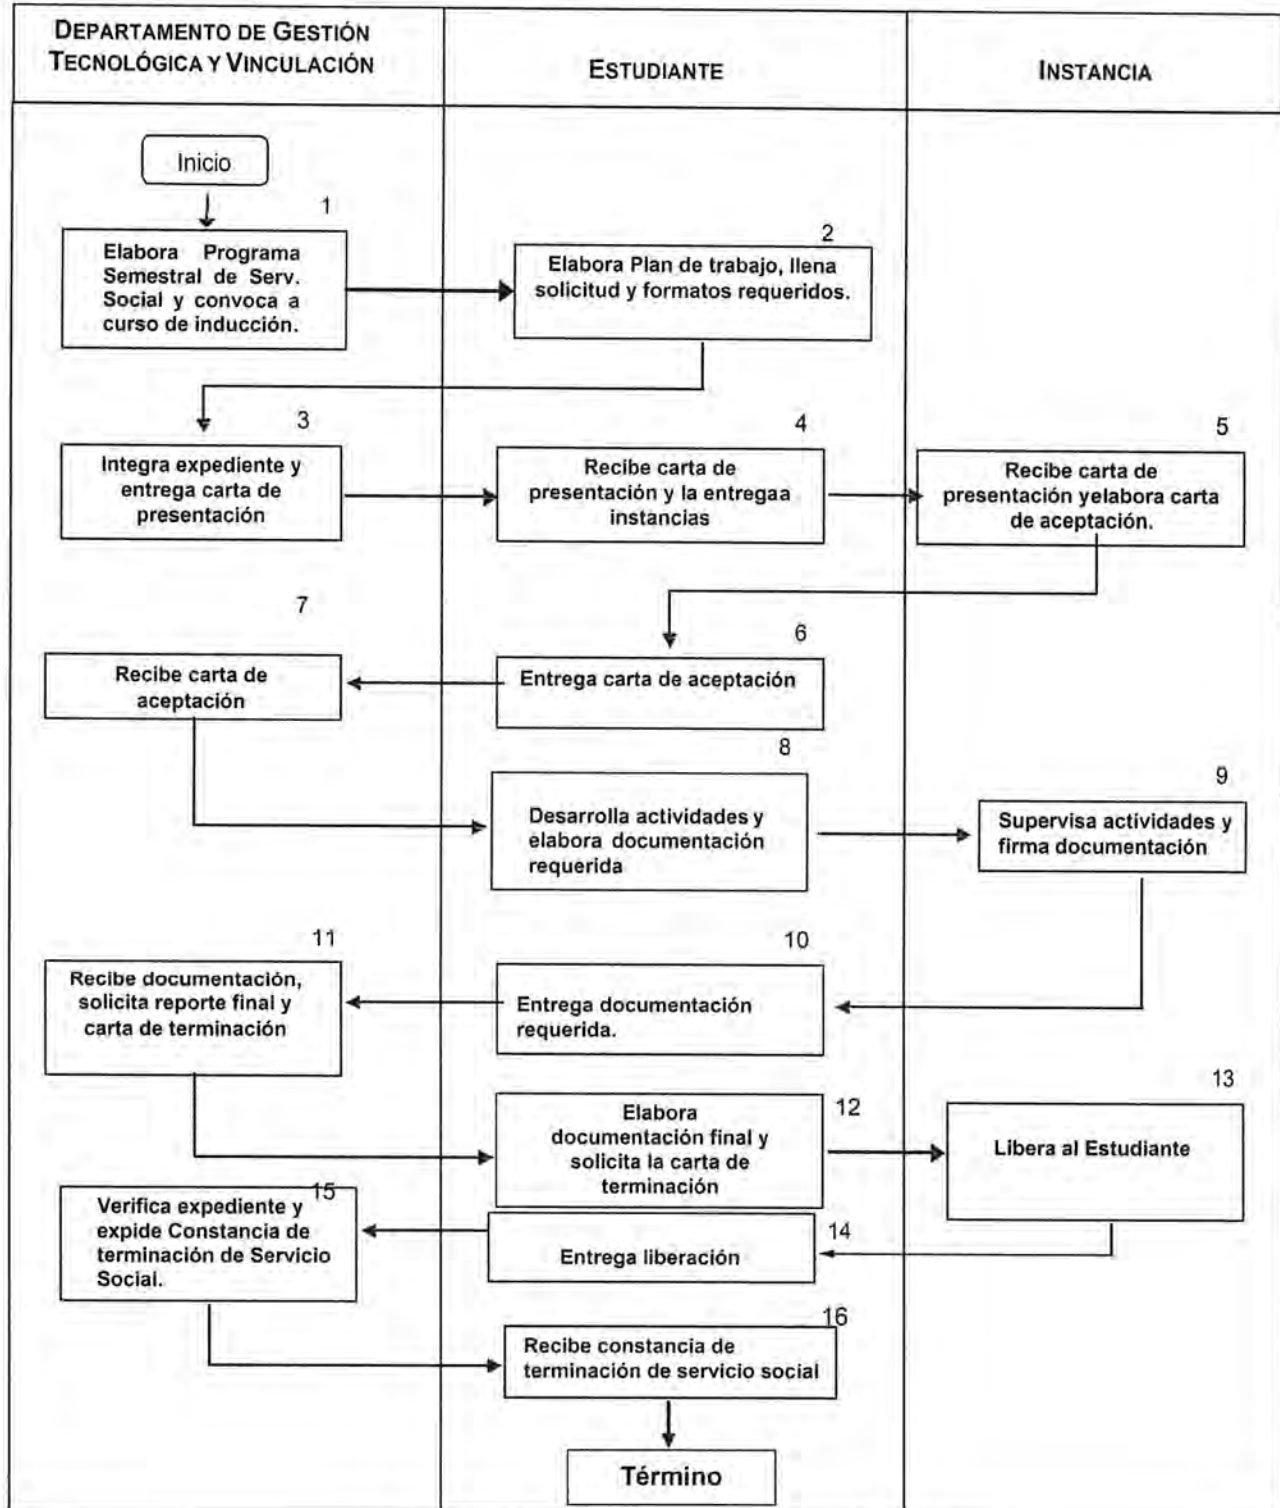 DEPARTAMENTO DE GESTIÓN
TECNOLÓGICA Y VINCULACIÓN
ESTUDIANTE
INSTANCIA
Inicio
1
Elabora Programa
Semestral de Serv.
Social y convoca a
curso de inducción.
2
Elabora Plan de trabajo, llena
solicitud y formatos requeridos.
3
Integra expediente y
entrega carta de
presentación
4
Recibe carta de
presentación y la entregaa
instancias
5
Recibe carta de
presentación yelabora carta
de aceptación.
6
Entrega carta de aceptación
7
Recibe carta de
aceptación
8
Desarrolla actividades y
elabora documentación
requerida
9
Supervisa actividades y
firma documentación
10
Entrega documentación
requerida.
11
Recibe documentación,
solicita reporte final y
carta de terminación
12
Elabora
documentación final y
solicita la carta de
terminación
13
Libera al Estudiante
14
Entrega liberación
15
Verifica expediente y
expide Constancia de
terminación de Servicio
Social.
16
Recibe constancia de
terminación de servicio social
Término